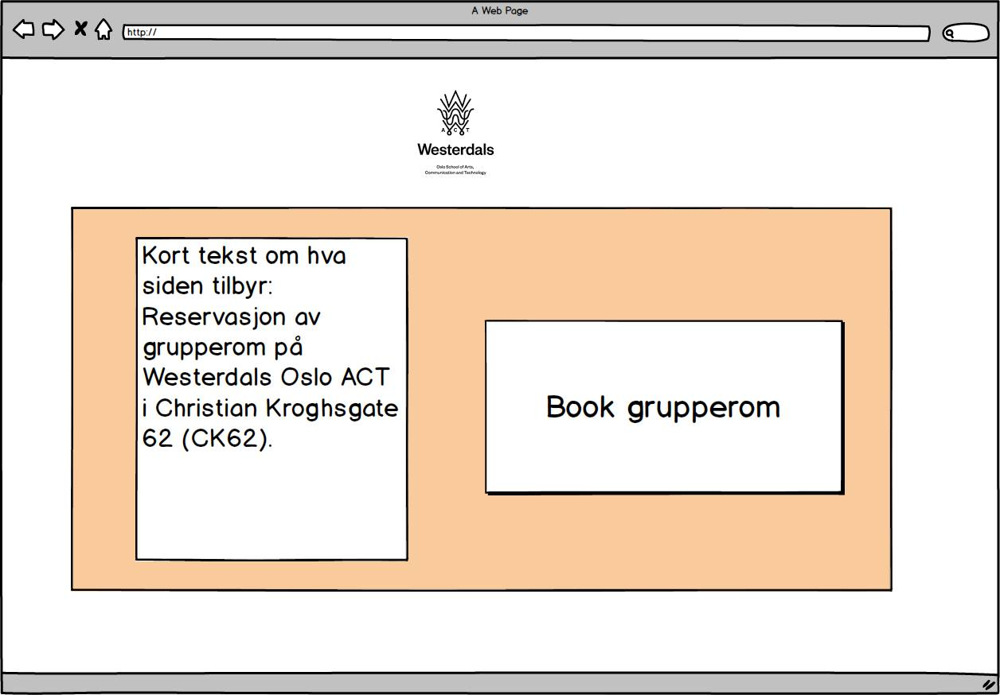 A Web Page
http://
A C T
Westerdals
Oslo School of Arts,
Communication and Technology
Kort tekst om hva
siden tilbyr:
Reservasjon av
grupperom på
Westerdals Oslo ACT
i Christian Kroghsgate
62 (CK62).
Book grupperom